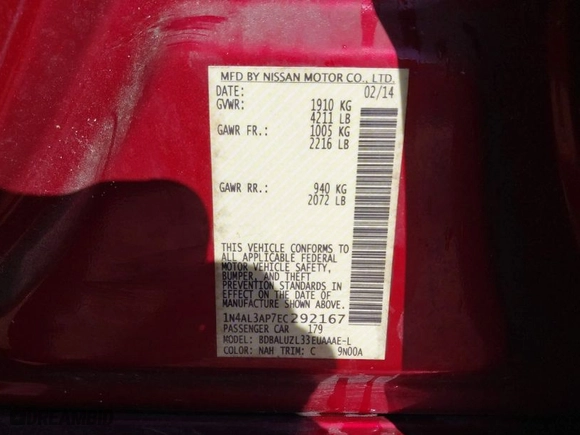 MFD BY NISSAN MOTOR CO., LTD.
DATE: 02/14
GVWR: 1910 KG
4211 LB
GAWR FR.: 1005 KG
2216 LB
GAWR RR.: 940 KG
2072 LB
THIS VEHICLE CONFORMS TO
ALL APPLICABLE FEDERAL
MOTOR VEHICLE SAFETY,
BUMPER, AND THEFT
PREVENTION STANDARDS IN
EFFECT ON THE DATE OF
MANUFACTURE SHOWN ABOVE.
1N4AL3AP7EC292167
PASSENGER CAR 179
MODEL: BDBALUZL33EUAAAE-L
COLOR: NAH TRIM: C 9N00A
DREAMBID